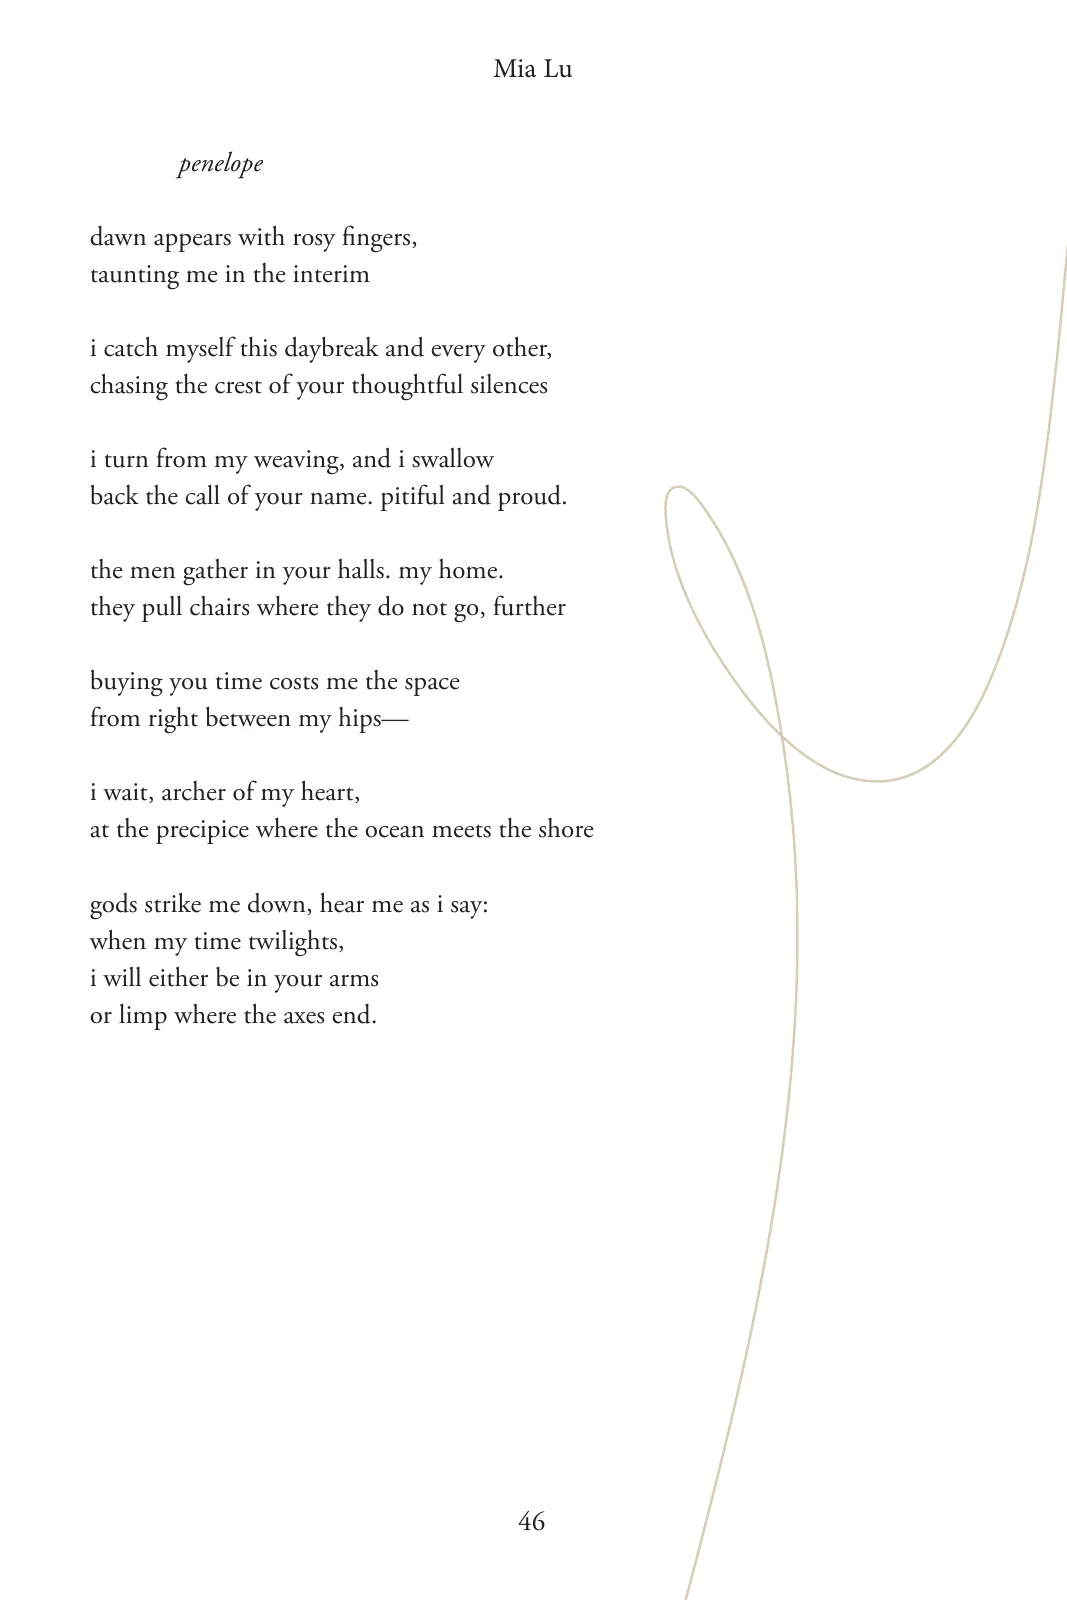 Mia Lu
penelope
dawn appears with rosy fingers,
taunting me in the interim
i catch myself this daybreak and every other,
chasing the crest of your thoughtful silences
i turn from my weaving, and i swallow
back the call of your name. pitiful and proud.
the men gather in your halls. my home.
they pull chairs where they do not go, further
buying you time costs me the space
from right between my hips—
i wait, archer of my heart,
at the precipice where the ocean meets the shore
gods strike me down, hear me as i say:
when my time twilights,
i will either be in your arms
or limp where the axes end.
46